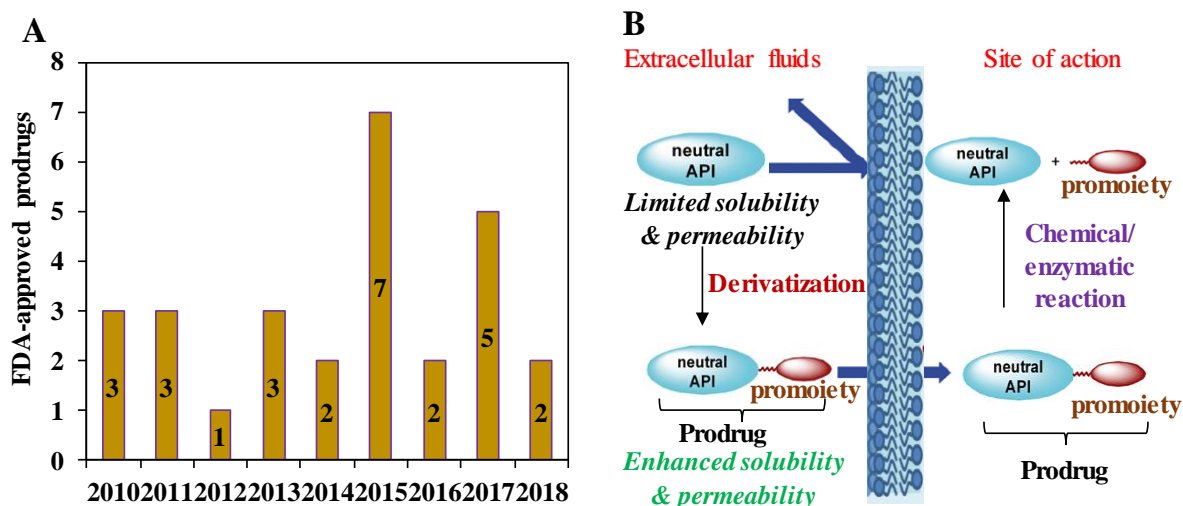 A
FDA-approved prodrugs
8
7
6
5
4
3
2
1
0
3
3
1
3
2
7
2
5
2
2010 2011 2012 2013 2014 2015 2016 2017 2018
B
Extracellular fluids
Site of action
neutral
API
Limited solubility
& permeability
Derivatization
neutral
API
promoiety
Prodrug
Enhanced solubility
& permeability
neutral
API
+
promoiety
Chemical/
enzymatic
reaction
neutral
API
promoiety
Prodrug